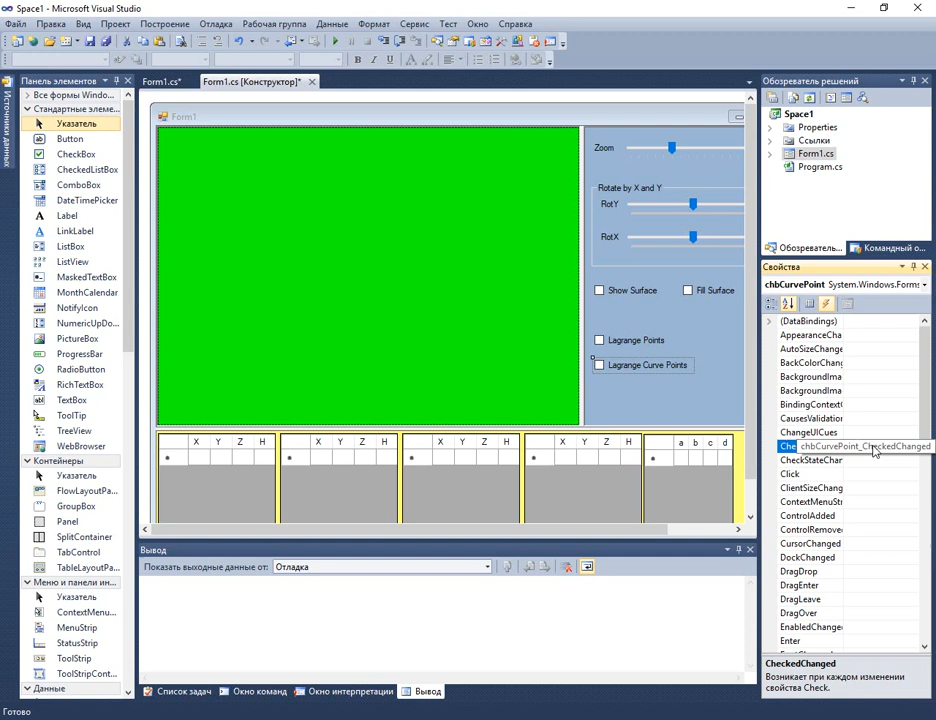 Space1 - Microsoft Visual Studio
Файл Правка Вид Проект Построение Отладка Рабочая группа Данные Формат Сервис Тест Окно Справка
Источники данных
Панель элементов
Все формы Windo...
Стандартные элеме...
Указатель
Button
CheckBox
CheckedListBox
ComboBox
DateTimePicker
Label
LinkLabel
ListBox
ListView
MaskedTextBox
MonthCalendar
NotifyIcon
NumericUpDo...
PictureBox
ProgressBar
RadioButton
RichTextBox
TextBox
ToolTip
TreeView
WebBrowser
Контейнеры
Указатель
FlowLayoutPa...
GroupBox
Panel
SplitContainer
TabControl
TableLayoutPa...
Меню и панели ин...
Указатель
ContextMenu...
MenuStrip
StatusStrip
ToolStrip
ToolStripCont...
Данные
Form1.cs*
Form1.cs [Конструктор]*
Form1
Zoom
Rotate by X and Y
RotY
RotX
Show Surface
Fill Surface
Lagrange Points
Lagrange Curve Points
X Y Z H
X Y Z H
X Y Z H
X Y Z H
a b c d
Вывод
Показать выходные данные от: Отладка
Список задач
Окно команд
Окно интерпретации
Вывод
Обозреватель решений
Space1
Properties
Ссылки
Form1.cs
Program.cs
Обозреватель...
Командный о...
Свойства
chbCurvePoint System.Windows.Forms
(DataBindings)
AppearanceCha
AutoSizeChange
BackColorChang
BackgroundIma
BackgroundIma
BindingContext
CausesValidation
ChangeUICues
Che chbCurvePoint_CheckedChanged
CheckStateChar
Click
ClientSizeChang
ContextMenuStr
ControlAdded
ControlRemove
CursorChanged
DockChanged
DragDrop
DragEnter
DragLeave
DragOver
EnabledChange
Enter
CheckedChanged
Возникает при каждом изменении
свойства Check.
Готово